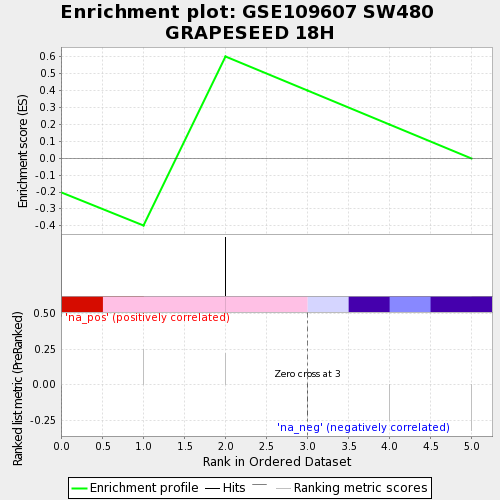 Enrichment plot: GSE109607 SW480
GRAPESEED 18H
Enrichment score (ES)
0.6
0.5
0.4
0.3
0.2
0.1
0.0
-0.1
-0.2
-0.3
-0.4
Ranked list metric (PreRanked)
0.50
0.25
0.00
-0.25
'na_pos' (positively correlated)
Zero cross at 3
'na_neg' (negatively correlated)
0.0 0.5 1.0 1.5 2.0 2.5 3.0 3.5 4.0 4.5 5.0
Rank in Ordered Dataset
Enrichment profile Hits Ranking metric scores